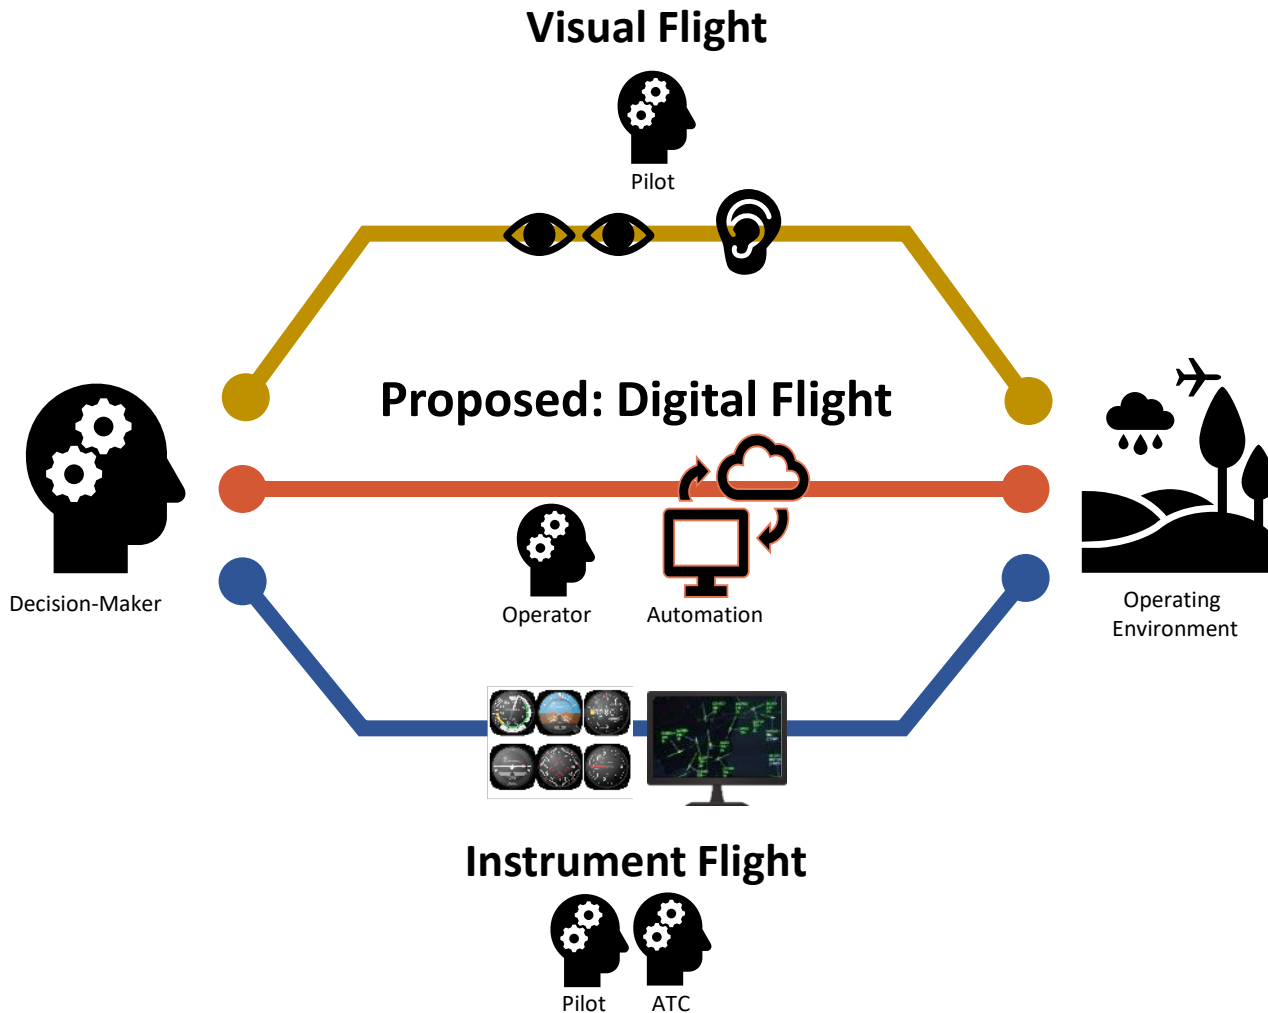 Visual Flight
Pilot
Proposed: Digital Flight
Decision-Maker
Operator
Automation
Operating
Environment
Instrument Flight
Pilot
ATC